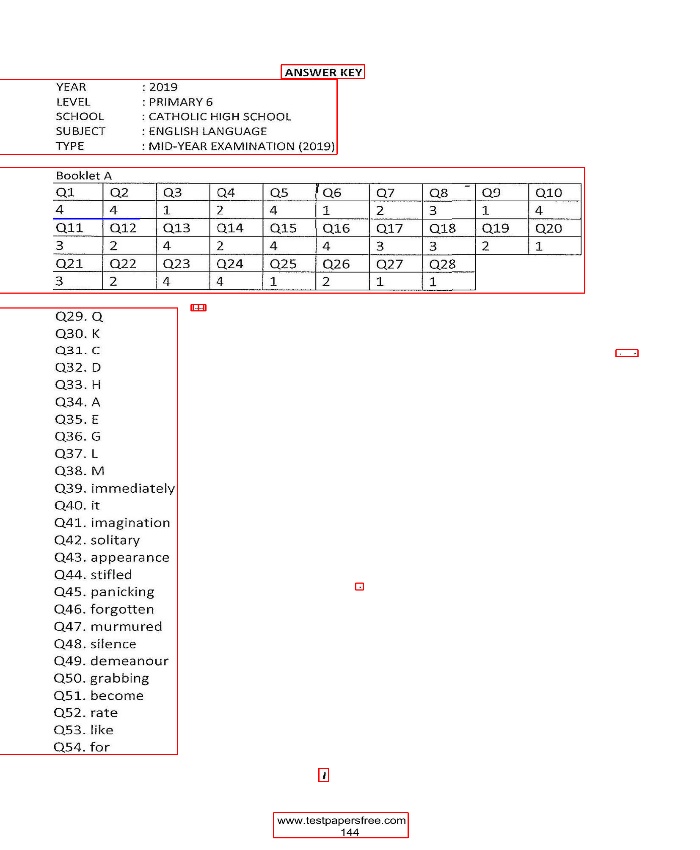 ANSWER KEY
YEAR : 2019
LEVEL : PRIMARY 6
SCHOOL : CATHOLIC HIGH SCHOOL
SUBJECT : ENGLISH LANGUAGE
TYPE : MID-YEAR EXAMINATION (2019)
Booklet A
Q1 Q2 Q3 Q4 Q5 Q6 Q7 Q8 Q9 Q10
4 4 1 2 4 1 2 3 1 4
Q11 Q12 Q13 Q14 Q15 Q16 Q17 Q18 Q19 Q20
3 2 4 2 4 4 3 3 2 1
Q21 Q22 Q23 Q24 Q25 Q26 Q27 Q28
3 2 4 4 1 2 1 1
Q29. Q
Q30. K
Q31. C
Q32. D
Q33. H
Q34. A
Q35. E
Q36. G
Q37. L
Q38. M
Q39. immediately
Q40. it
Q41. imagination
Q42. solitary
Q43. appearance
Q44. stifled
Q45. panicking
Q46. forgotten
Q47. murmured
Q48. silence
Q49. demeanour
Q50. grabbing
Q51. become
Q52. rate
Q53. like
Q54. for
i
www.testpapersfree.com
144